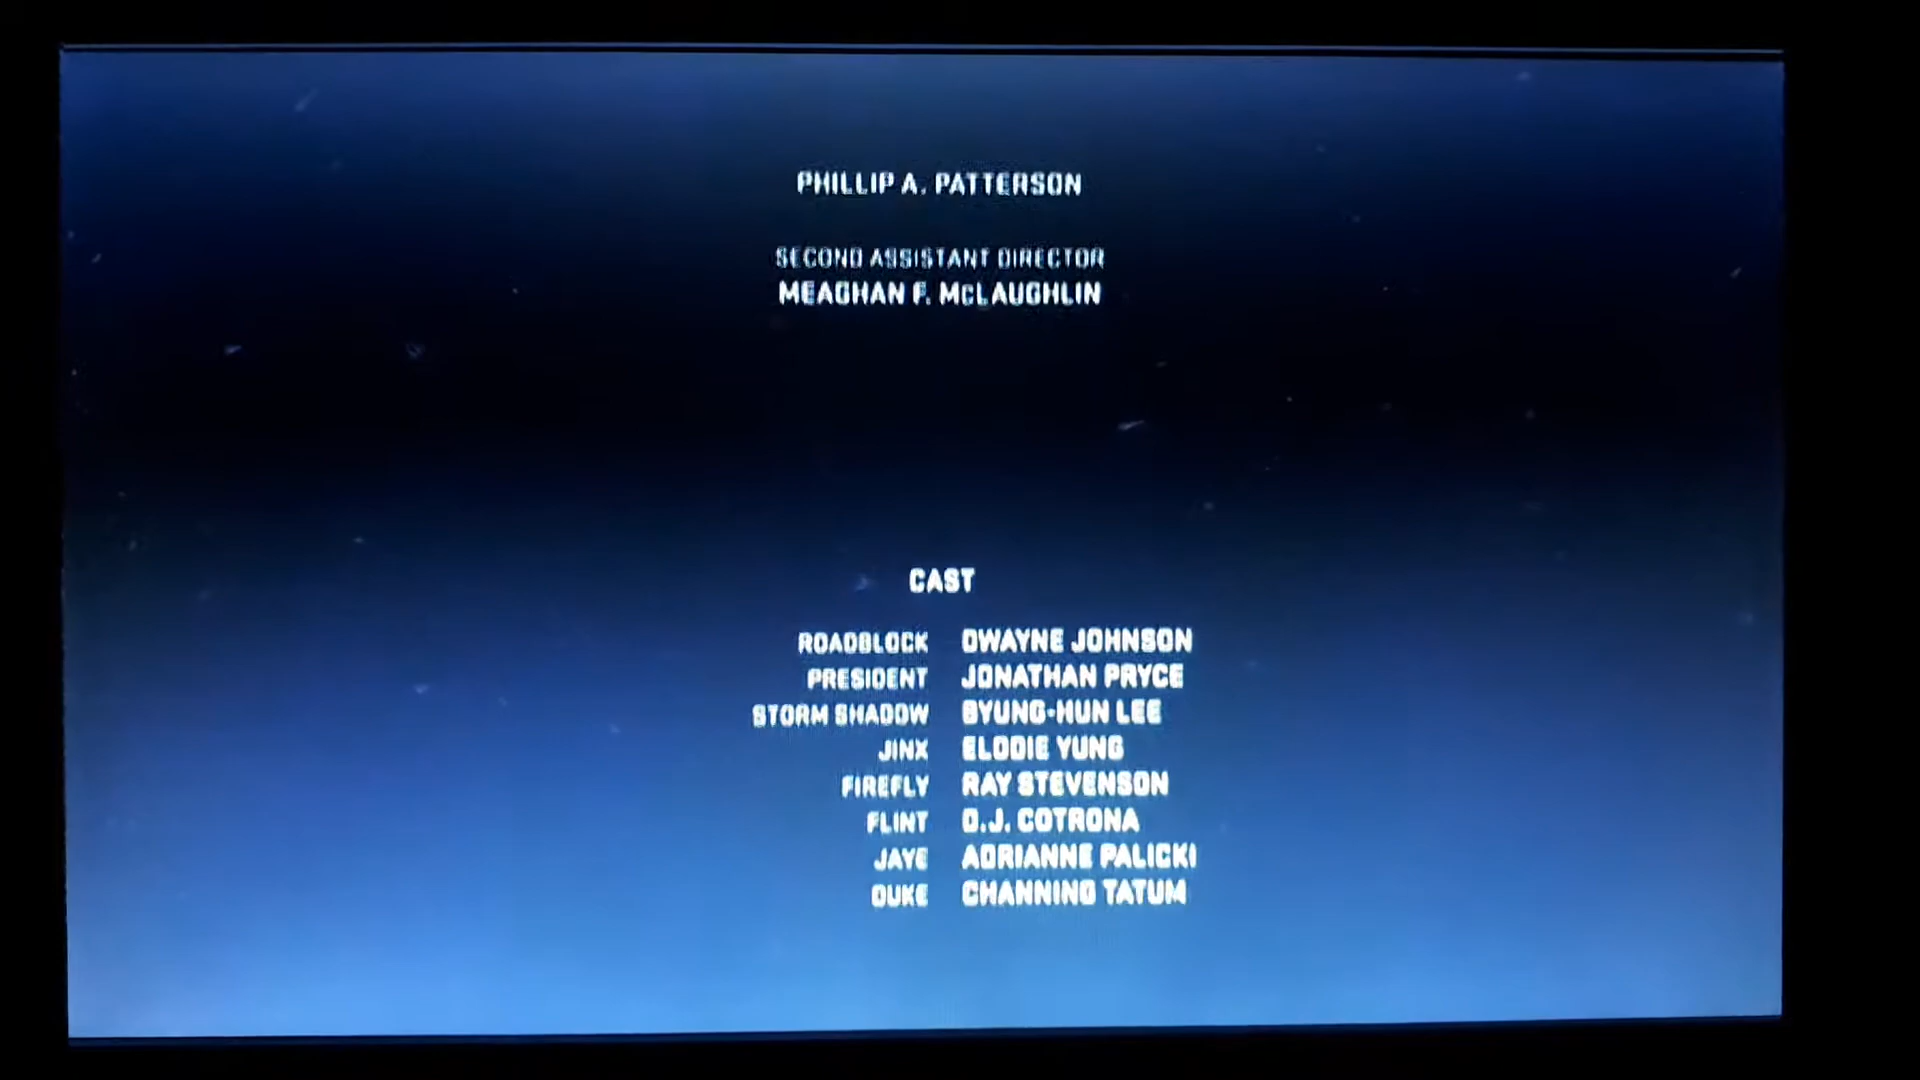 PHILLIP A. PATTERSON
SECOND ASSISTANT DIRECTOR
MEAGHAN F. McLAUGHLIN
CAST
ROADBLOCK DWAYNE JOHNSON
PRESIDENT JONATHAN PRYCE
STORM SHADOW BYUNG-HUN LEE
JINX ELODIE YUNG
FIREFLY RAY STEVENSON
FLINT D.J. COTRONA
JAYE ADRIANNE PALICKI
DUKE CHANNING TATUM